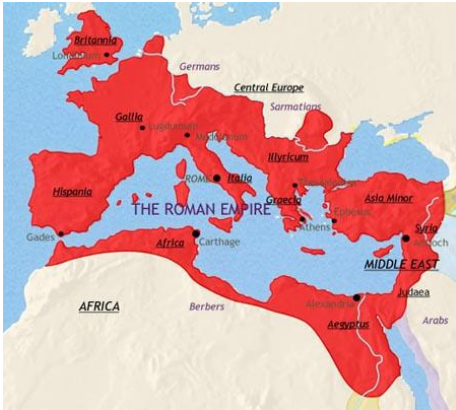 Britannia
Londinium
Germans
Central Europe
Sarmatians
Gallia
Lugdunum
Mediolanum
Illyricum
ROME
Italia
Thessalonica
Hispania
Graecia
Asia Minor
THE ROMAN EMPIRE
Ephesus
Syria
Athens
Gades
Africa
Carthage
Antioch
MIDDLE EAST
Judaea
AFRICA
Berbers
Alexandria
Arabs
Aegyptus